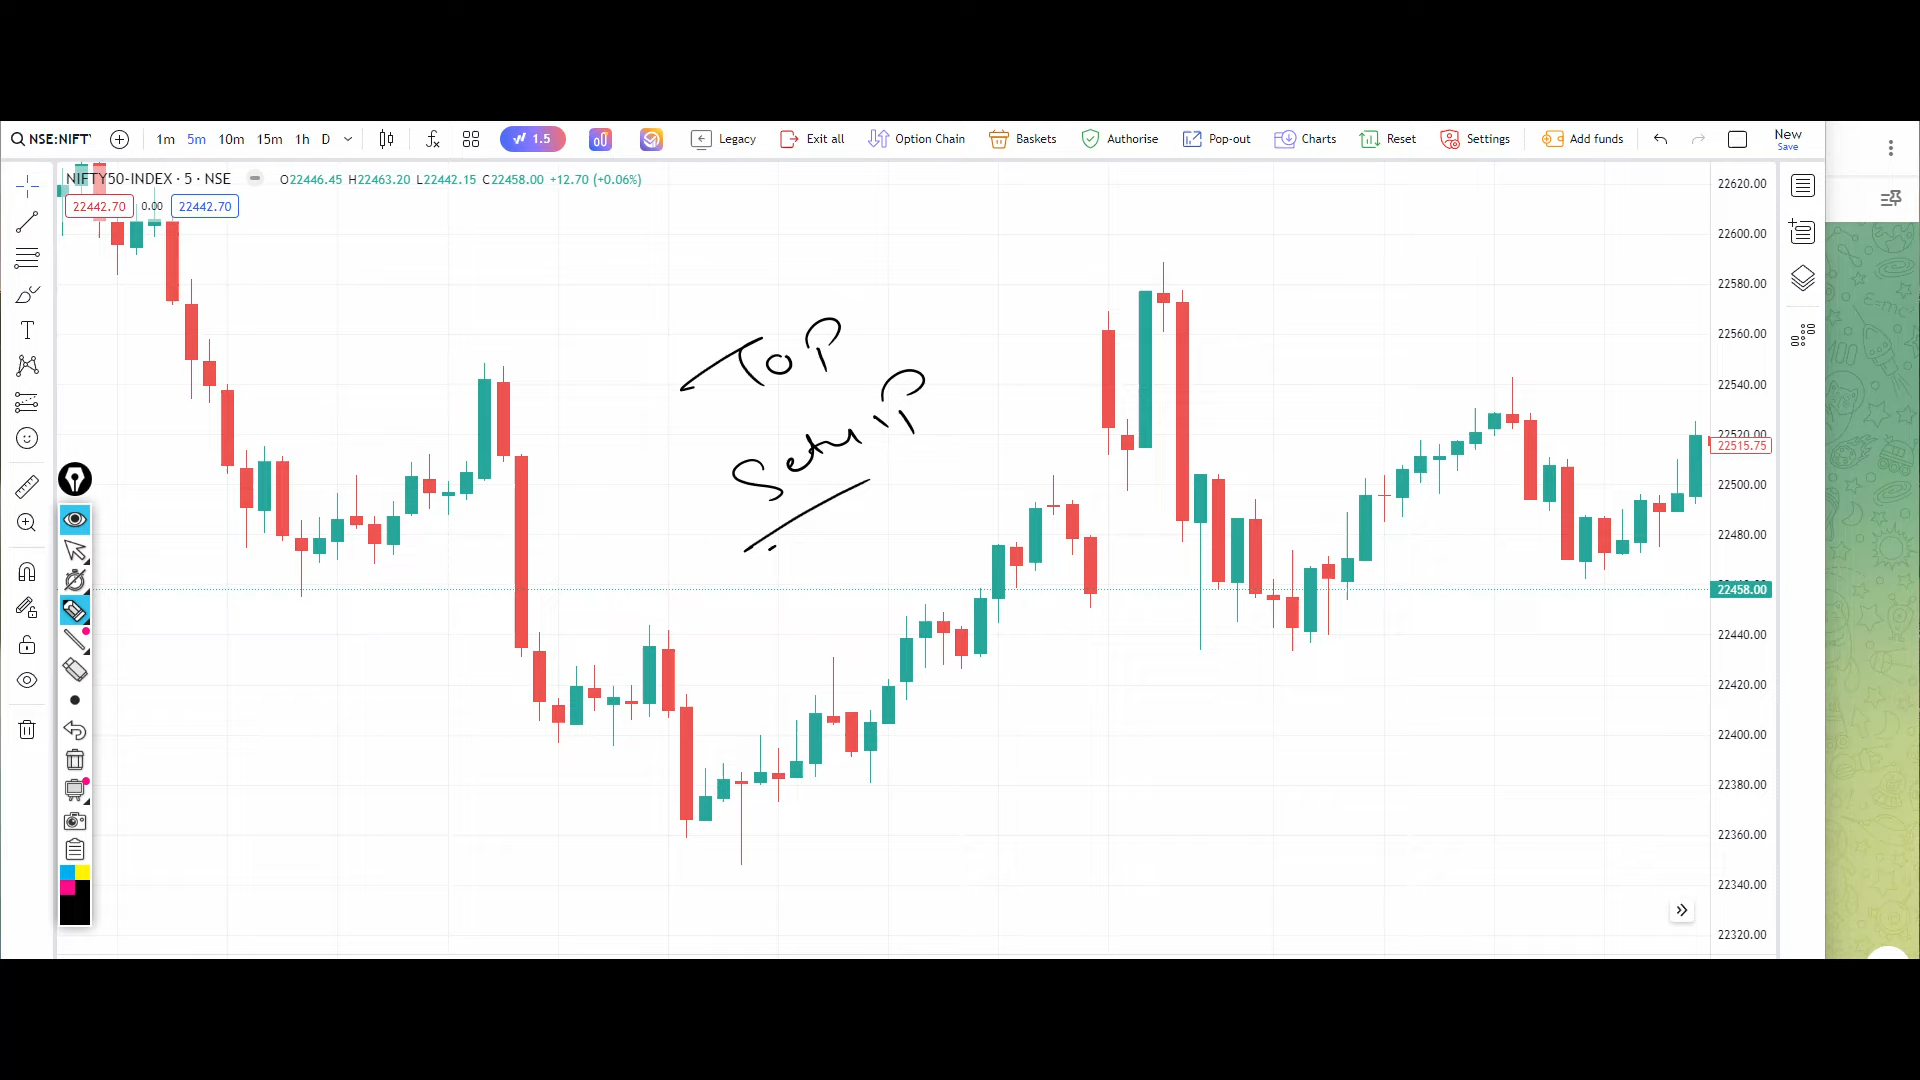 NSE:NIFTY
1m 5m 10m 15m 1h D
1.5
Legacy
Exit all
Option Chain
Baskets
Authorise
Pop-out
Charts
Reset
Settings
Add funds
New
Save
NIFTY50-INDEX · 5 · NSE
O22446.45 H22463.20 L22442.15 C22458.00 +12.70 (+0.06%)
22442.70 0.00 22442.70
TOP
SetuP
22620.00
22600.00
22580.00
22560.00
22540.00
22520.00
22515.75
22500.00
22480.00
22458.00
22440.00
22420.00
22400.00
22380.00
22360.00
22340.00
22320.00